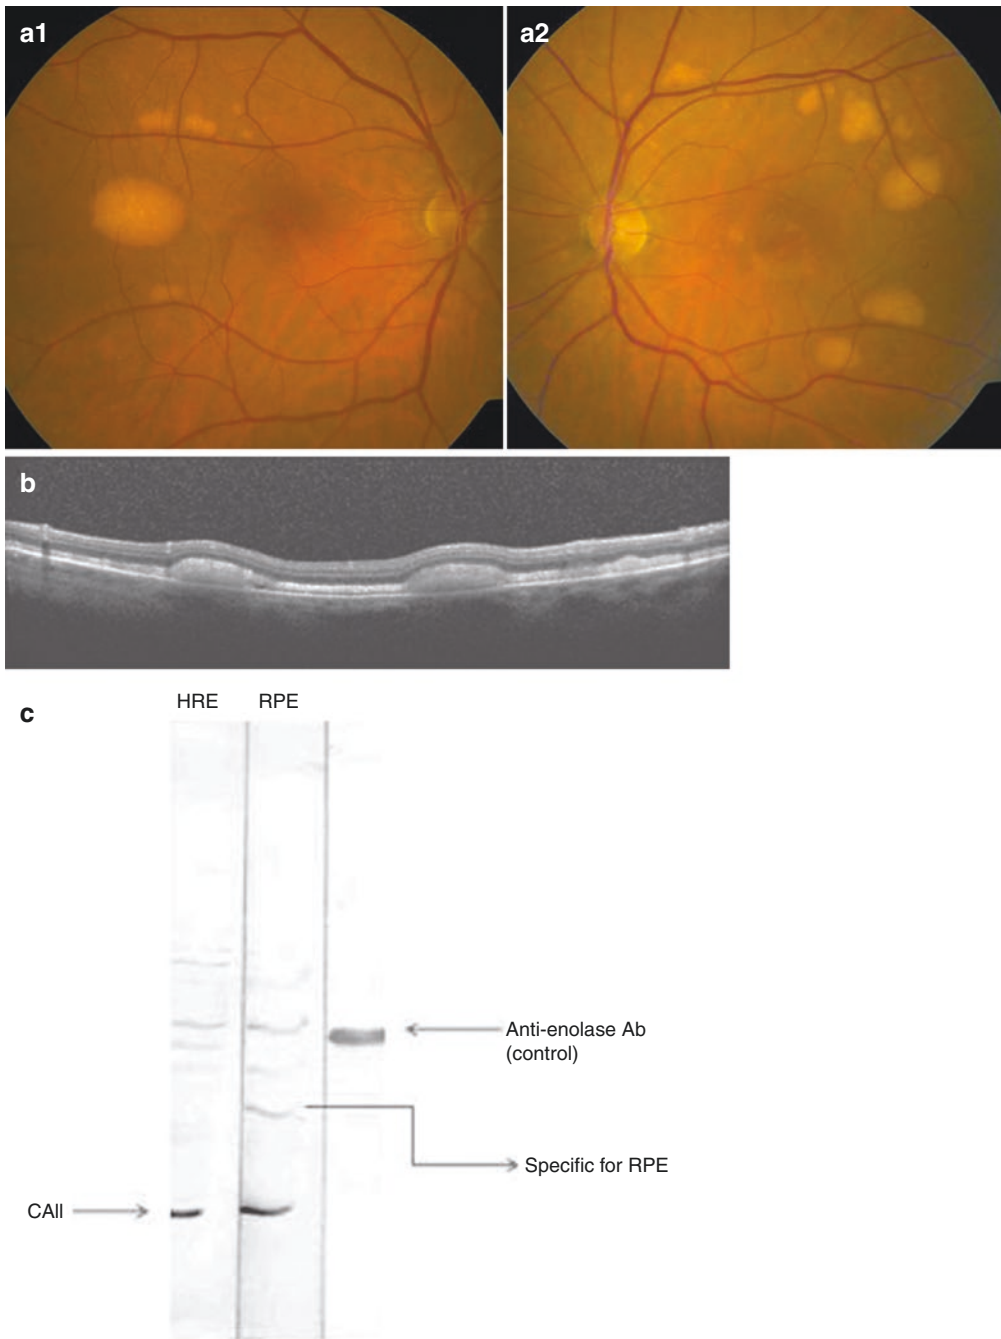 a1
a2
b
c
HRE
RPE
Anti-enolase Ab
(control)
Specific for RPE
CAII